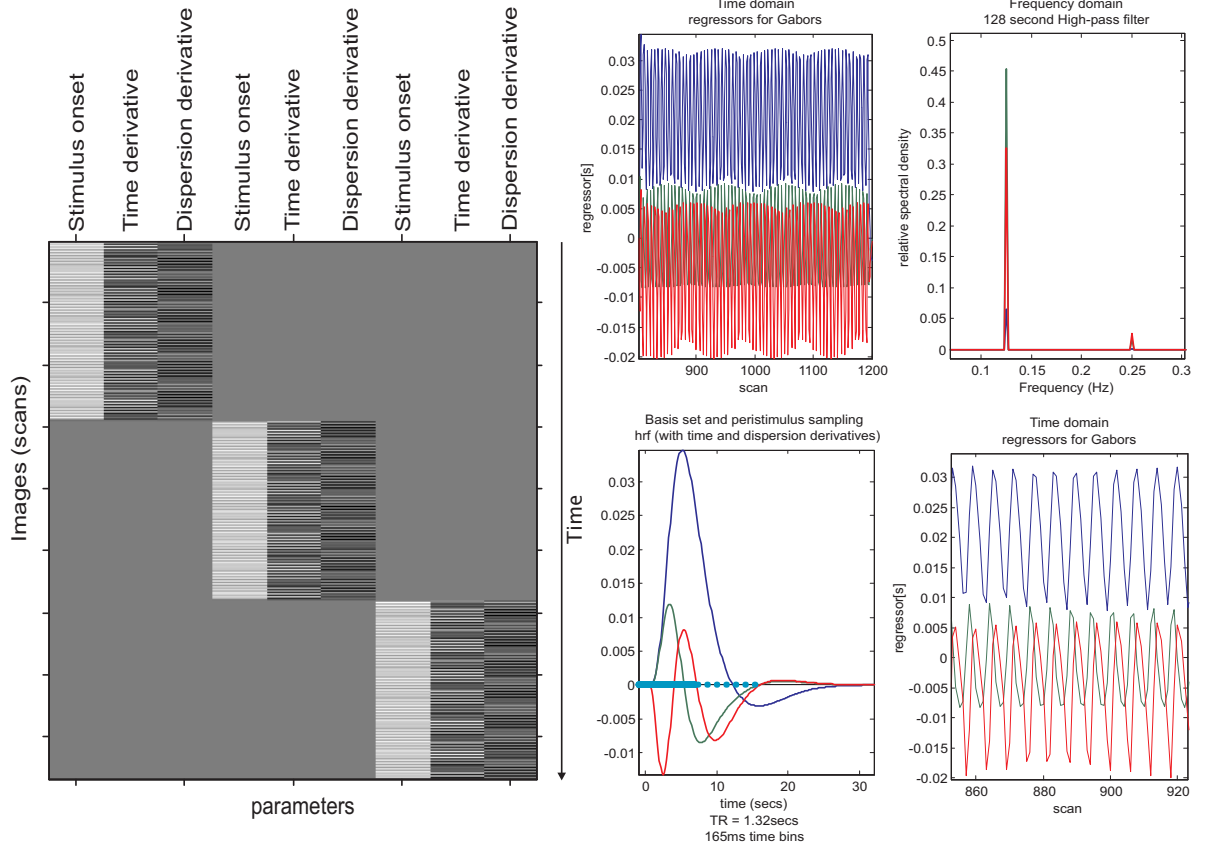 Stimulus onset
Time derivative
Dispersion derivative
Stimulus onset
Time derivative
Dispersion derivative
Stimulus onset
Time derivative
Dispersion derivative
Images (scans)
Time
parameters
Time domain
regressors for Gabors
0.03
0.025
0.02
0.015
0.01
0.005
0
-0.005
-0.01
-0.015
-0.02
regressor[s]
900
1000
1100
1200
scan
Frequency domain
128 second High-pass filter
0.5
0.45
0.4
0.35
0.3
0.25
0.2
0.15
0.1
0.05
0
relative spectral density
0.1
0.15
0.2
0.25
0.3
Frequency (Hz)
Basis set and peristimulus sampling
hrf (with time and dispersion derivatives)
0.03
0.025
0.02
0.015
0.01
0.005
0
-0.005
-0.01
0
10
20
30
time (secs)
TR = 1.32secs
165ms time bins
Time domain
regressors for Gabors
0.03
0.025
0.02
0.015
0.01
0.005
0
-0.005
-0.01
-0.015
-0.02
regressor[s]
860
880
900
920
scan